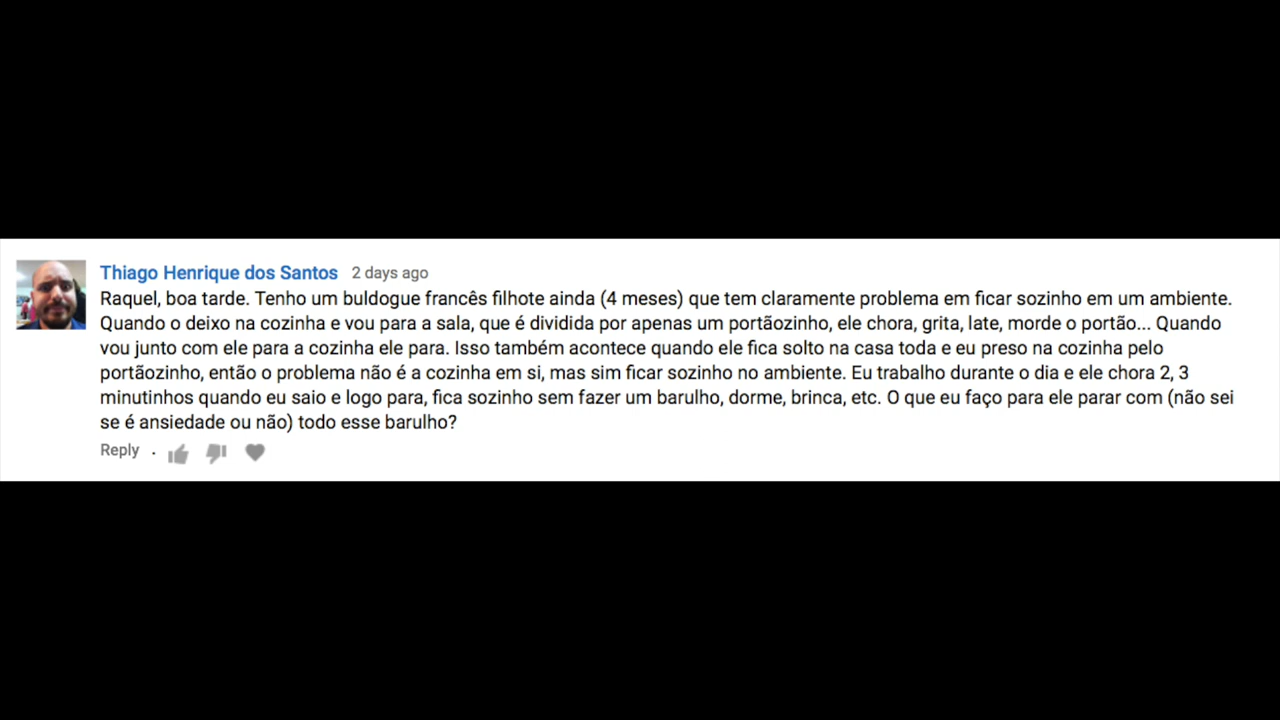 Thiago Henrique dos Santos 2 days ago
Raquel, boa tarde. Tenho um buldogue francês filhote ainda (4 meses) que tem claramente problema em ficar sozinho em um ambiente.
Quando o deixo na cozinha e vou para a sala, que é dividida por apenas um portãozinho, ele chora, grita, late, morde o portão... Quando
vou junto com ele para a cozinha ele para. Isso também acontece quando ele fica solto na casa toda e eu preso na cozinha pelo
portãozinho, então o problema não é a cozinha em si, mas sim ficar sozinho no ambiente. Eu trabalho durante o dia e ele chora 2, 3
minutinhos quando eu saio e logo para, fica sozinho sem fazer um barulho, dorme, brinca, etc. O que eu faço para ele parar com (não sei
se é ansiedade ou não) todo esse barulho?
Reply .